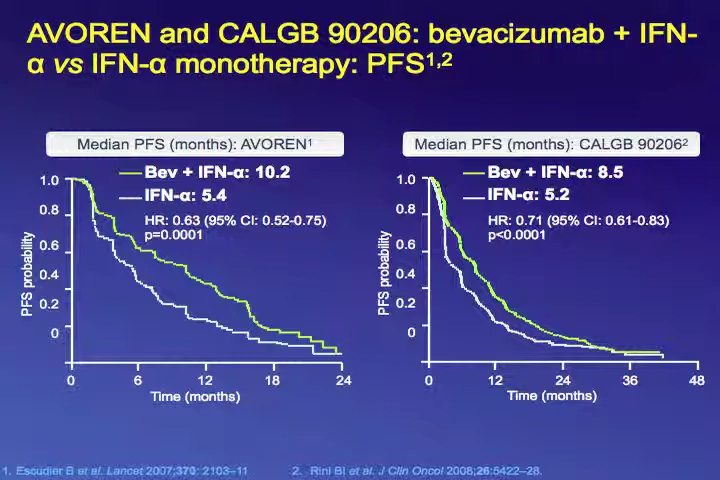 AVOREN and CALGB 90206: bevacizumab + IFN-
α vs IFN-α monotherapy: PFS1,2
Median PFS (months): AVOREN1
Bev + IFN-α: 10.2
IFN-α: 5.4
HR: 0.63 (95% CI: 0.52-0.75)
p=0.0001
PFS probability
1.0
0.8
0.6
0.4
0.2
0
0 6 12 18 24
Time (months)
Median PFS (months): CALGB 902062
Bev + IFN-α: 8.5
IFN-α: 5.2
HR: 0.71 (95% CI: 0.61-0.83)
p<0.0001
PFS probability
1.0
0.8
0.6
0.4
0.2
0
0 12 24 36 48
Time (months)
1. Escudier B et al. Lancet 2007;370: 2103–11
2. Rini BI et al. J Clin Oncol 2008;26:5422–28.